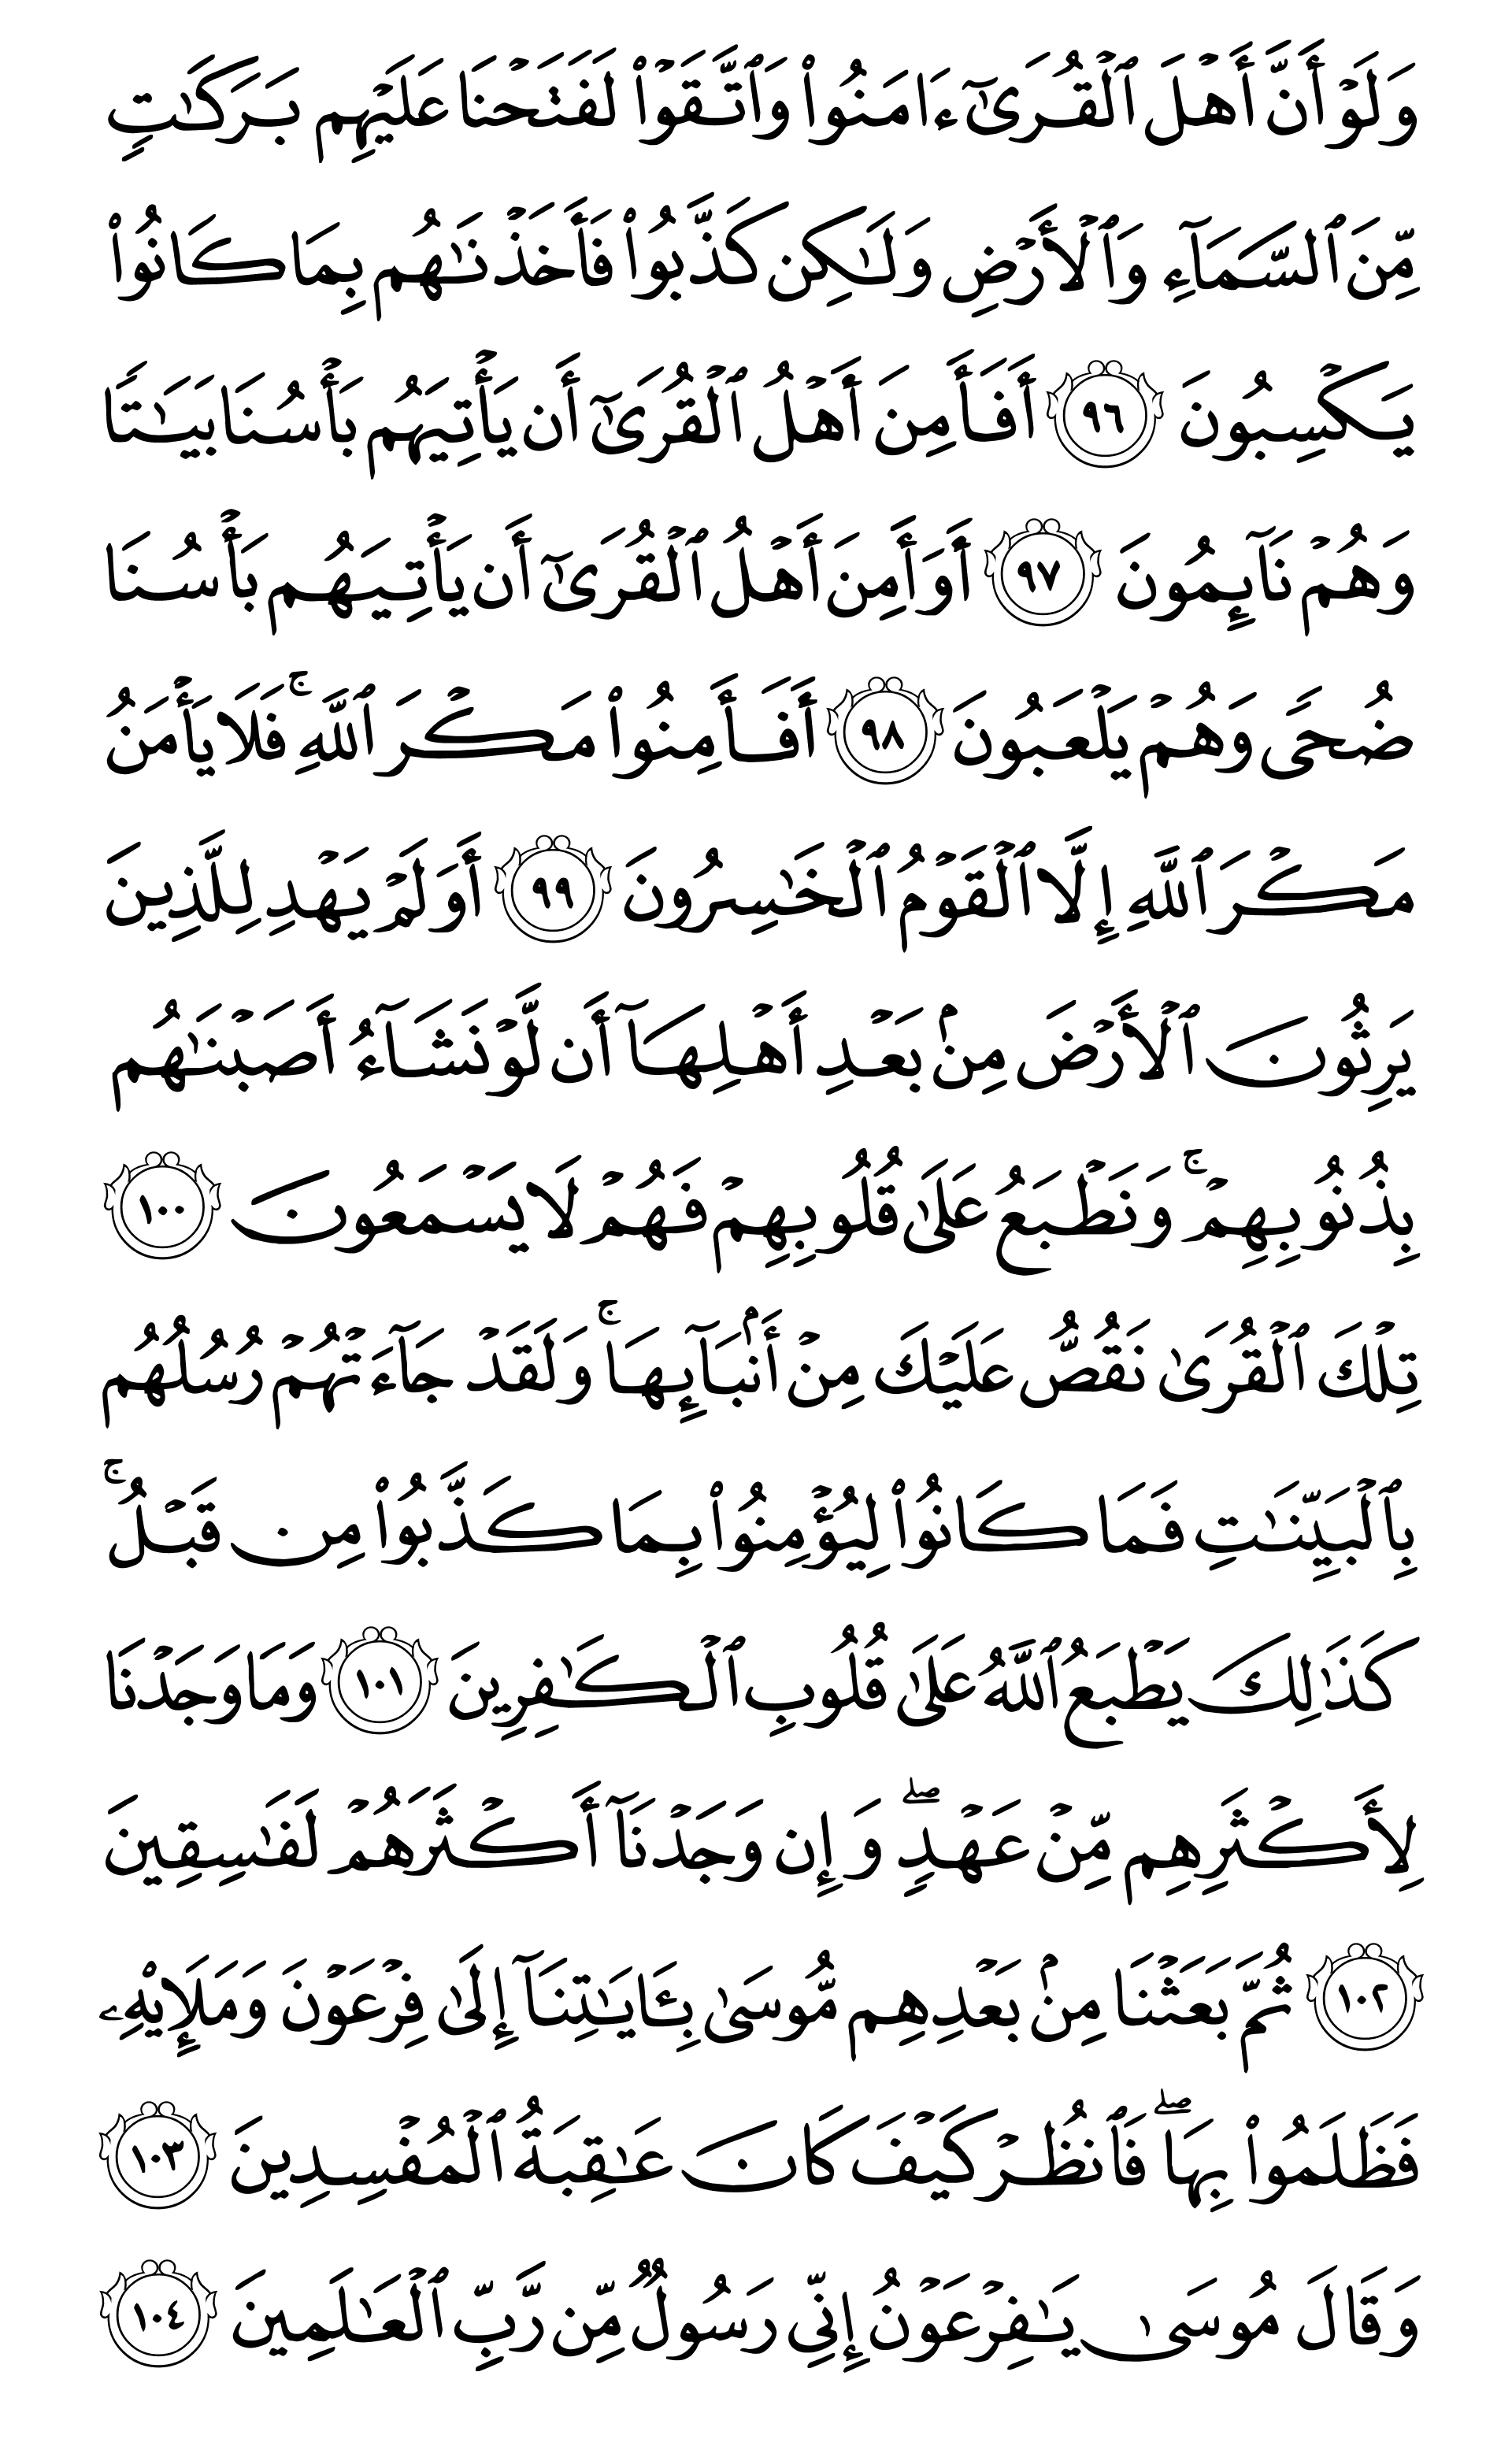 وَلَوۡ أَنَّ أَهۡلَ ٱلۡقُرَىٰٓ ءَامَنُواْ وَٱتَّقَوۡاْ لَفَتَحۡنَا عَلَيۡهِم بَرَكَٰتٖ
مِّنَ ٱلسَّمَآءِ وَٱلۡأَرۡضِ وَلَٰكِن كَذَّبُواْ فَأَخَذۡنَٰهُم بِمَا كَانُواْ
يَكۡسِبُونَ ٩٦ أَفَأَمِنَ أَهۡلُ ٱلۡقُرَىٰٓ أَن يَأۡتِيَهُم بَأۡسُنَا بَيَٰتٗا
وَهُمۡ نَآئِمُونَ ٩٧ أَوَأَمِنَ أَهۡلُ ٱلۡقُرَىٰٓ أَن يَأۡتِيَهُم بَأۡسُنَا
ضُحٗى وَهُمۡ يَلۡعَبُونَ ٩٨ أَفَأَمِنُواْ مَكۡرَ ٱللَّهِۚ فَلَا يَأۡمَنُ
مَكۡرَ ٱللَّهِ إِلَّا ٱلۡقَوۡمُ ٱلۡخَٰسِرُونَ ٩٩ أَوَلَمۡ يَهۡدِ لِلَّذِينَ
يَرِثُونَ ٱلۡأَرۡضَ مِنۢ بَعۡدِ أَهۡلِهَآ أَن لَّوۡ نَشَآءُ أَصَبۡنَٰهُم
بِذُنُوبِهِمۡۚ وَنَطۡبَعُ عَلَىٰ قُلُوبِهِمۡ فَهُمۡ لَا يَسۡمَعُونَ ١٠٠
تِلۡكَ ٱلۡقُرَىٰ نَقُصُّ عَلَيۡكَ مِنۡ أَنۢبَآئِهَاۚ وَلَقَدۡ جَآءَتۡهُمۡ رُسُلُهُم
بِٱلۡبَيِّنَٰتِ فَمَا كَانُواْ لِيُؤۡمِنُواْ بِمَا كَذَّبُواْ مِن قَبۡلُۚ
كَذَٰلِكَ يَطۡبَعُ ٱللَّهُ عَلَىٰ قُلُوبِ ٱلۡكَٰفِرِينَ ١٠١ وَمَا وَجَدۡنَا
لِأَكۡثَرِهِم مِّنۡ عَهۡدٖۖ وَإِن وَجَدۡنَآ أَكۡثَرَهُمۡ لَفَٰسِقِينَ
١٠٢ ثُمَّ بَعَثۡنَا مِنۢ بَعۡدِهِم مُّوسَىٰ بِـَٔايَٰتِنَآ إِلَىٰ فِرۡعَوۡنَ وَمَلَإِيْهِۦ
فَظَلَمُواْ بِهَاۖ فَٱنظُرۡ كَيۡفَ كَانَ عَٰقِبَةُ ٱلۡمُفۡسِدِينَ ١٠٣
وَقَالَ مُوسَىٰ يَٰفِرۡعَوۡنُ إِنِّي رَسُولٞ مِّن رَّبِّ ٱلۡعَٰلَمِينَ ١٠٤